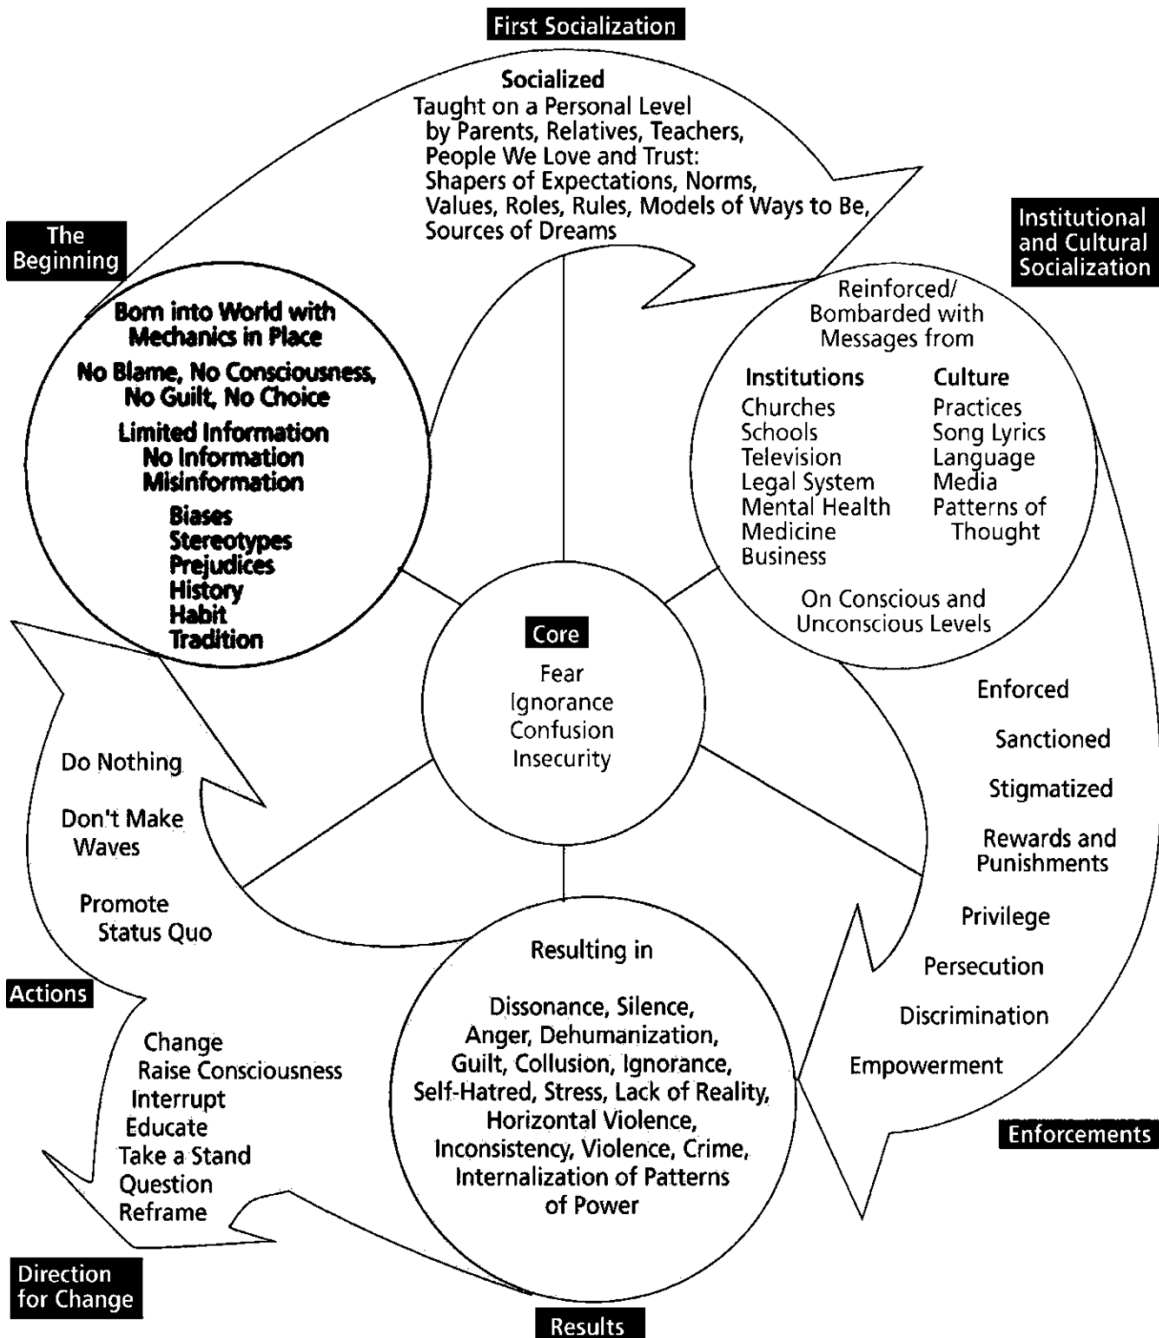 First Socialization
Socialized
Taught on a Personal Level
by Parents, Relatives, Teachers,
People We Love and Trust:
Shapers of Expectations, Norms,
Values, Roles, Rules, Models of Ways to Be,
Sources of Dreams
The
Beginning
Born into World with
Mechanics in Place
No Blame, No Consciousness,
No Guilt, No Choice
Limited Information
No Information
Misinformation
Biases
Stereotypes
Prejudices
History
Habit
Tradition
Institutional
and Cultural
Socialization
Reinforced/
Bombarded with
Messages from
Institutions
Churches
Schools
Television
Legal System
Mental Health
Medicine
Business
Culture
Practices
Song Lyrics
Language
Media
Patterns of
Thought
On Conscious and
Unconscious Levels
Core
Fear
Ignorance
Confusion
Insecurity
Enforced
Sanctioned
Stigmatized
Rewards and
Punishments
Privilege
Persecution
Discrimination
Empowerment
Enforcements
Resulting in
Dissonance, Silence,
Anger, Dehumanization,
Guilt, Collusion, Ignorance,
Self-Hatred, Stress, Lack of Reality,
Horizontal Violence,
Inconsistency, Violence, Crime,
Internalization of Patterns
of Power
Results
Do Nothing
Don't Make
Waves
Promote
Status Quo
Actions
Change
Raise Consciousness
Interrupt
Educate
Take a Stand
Question
Reframe
Direction
for Change